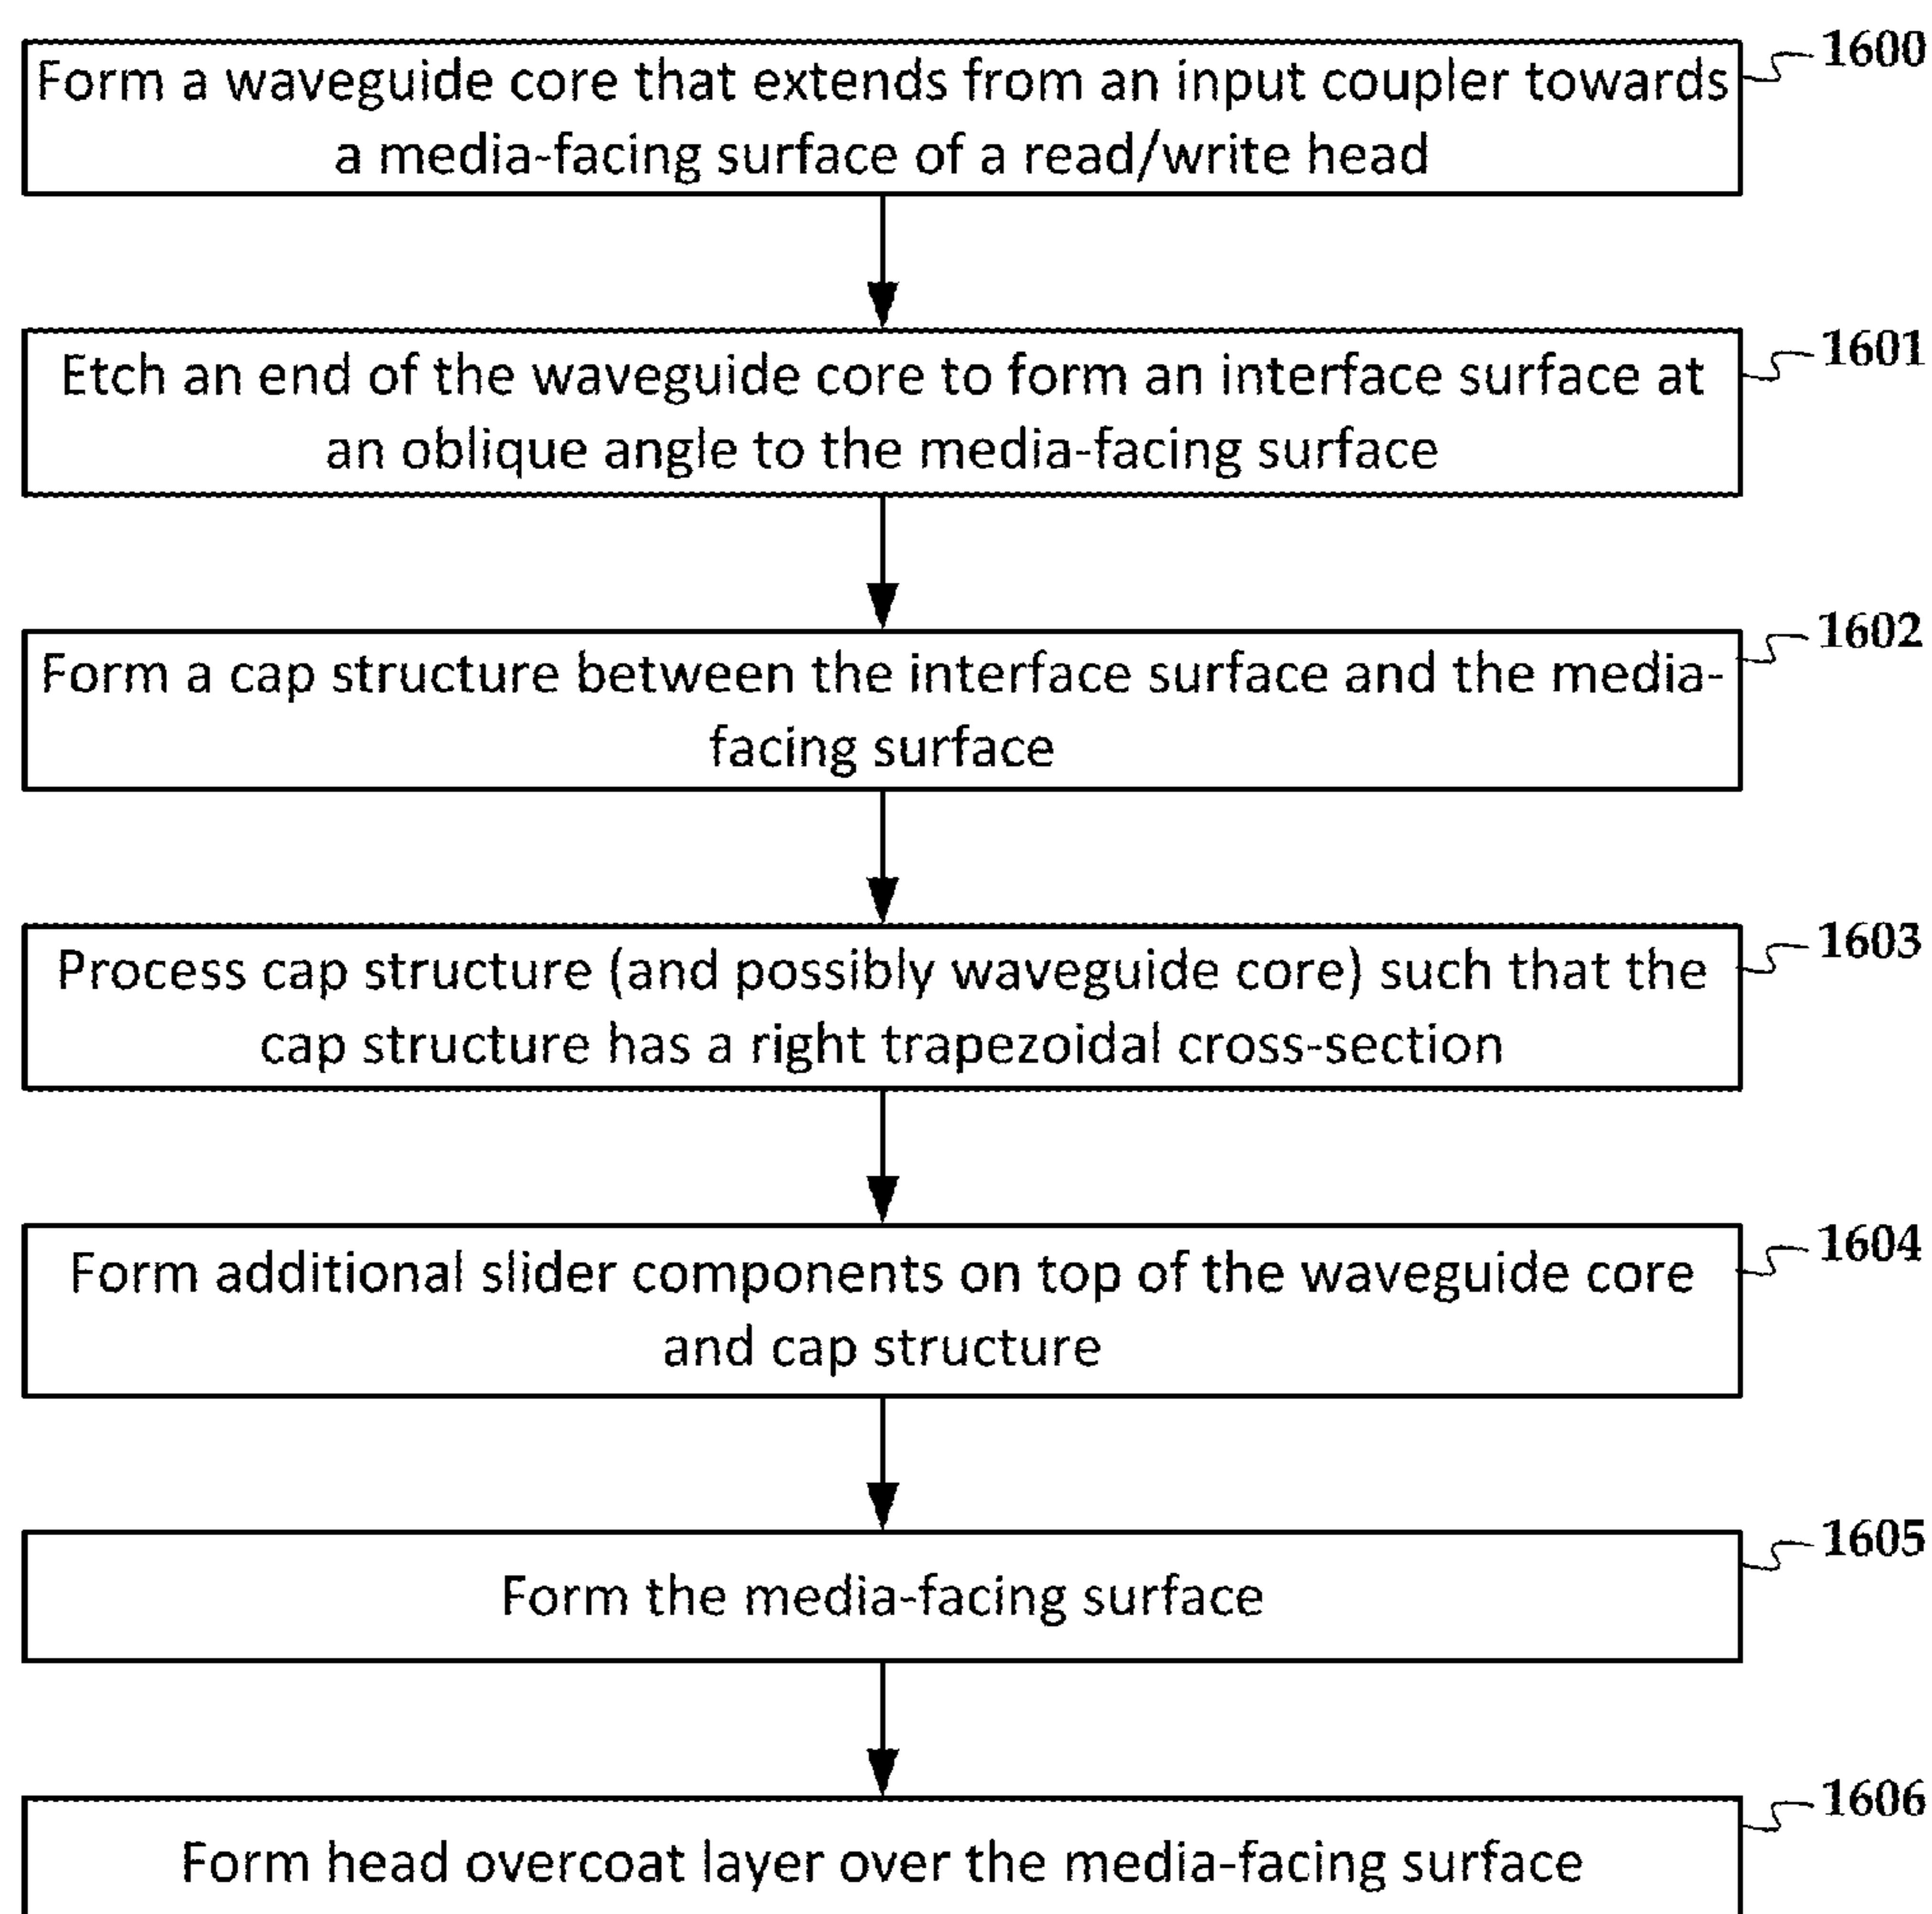 1600
Form a waveguide core that extends from an input coupler towards
a media-facing surface of a read/write head
1601
Etch an end of the waveguide core to form an interface surface at
an oblique angle to the media-facing surface
1602
Form a cap structure between the interface surface and the media-
facing surface
1603
Process cap structure (and possibly waveguide core) such that the
cap structure has a right trapezoidal cross-section
1604
Form additional slider components on top of the waveguide core
and cap structure
1605
Form the media-facing surface
1606
Form head overcoat layer over the media-facing surface